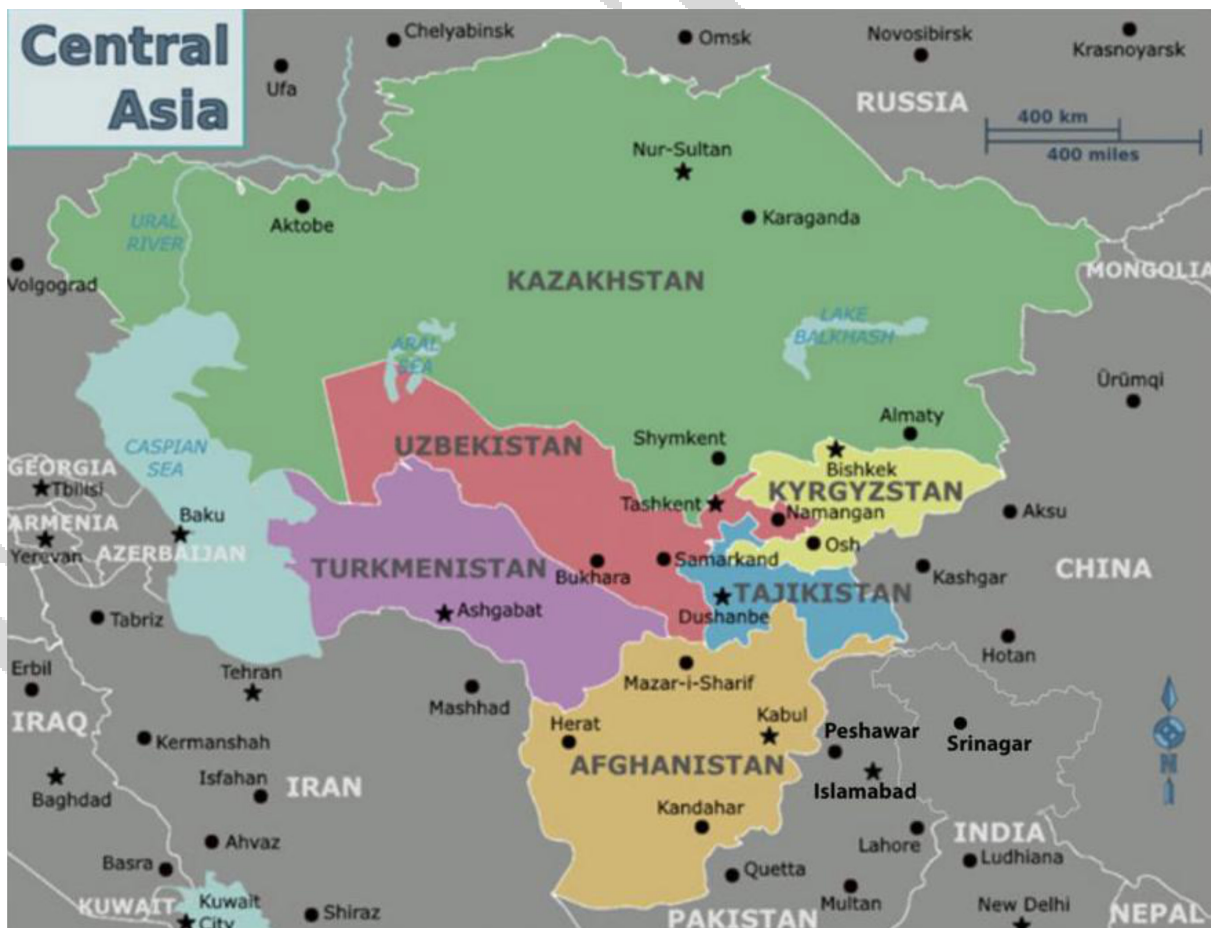 Central
Asia
Chelyabinsk
Omsk
Novosibirsk
Krasnoyarsk
Ufa
RUSSIA
400 km
400 miles
Nur-Sultan
Aktobe
Karaganda
URAL
RIVER
Volgograd
KAZAKHSTAN
MONGOLIA
LAKE
BALKHASH
ARAL
SEA
Ürümqi
Almaty
CASPIAN
SEA
UZBEKISTAN
Shymkent
Bishkek
GEORGIA
Tbilisi
KYRGYZSTAN
Tashkent
Namangan
Aksu
Baku
ARMENIA
Yerevan
AZERBAIJAN
Osh
Samarkand
Bukhara
TURKMENISTAN
Kashgar
CHINA
TAJIKISTAN
Ashgabat
Dushanbe
Tabriz
Hotan
Erbil
Tehran
Mashhad
Mazar-i-Sharif
IRAQ
Kermanshah
Herat
Kabul
Peshawar
Srinagar
AFGHANISTAN
Islamabad
N
Baghdad
Isfahan
IRAN
Kandahar
Ahvaz
Lahore
INDIA
Ludhiana
Basra
Quetta
Multan
KUWAIT
Kuwait
City
Shiraz
PAKISTAN
New Delhi
NEPAL